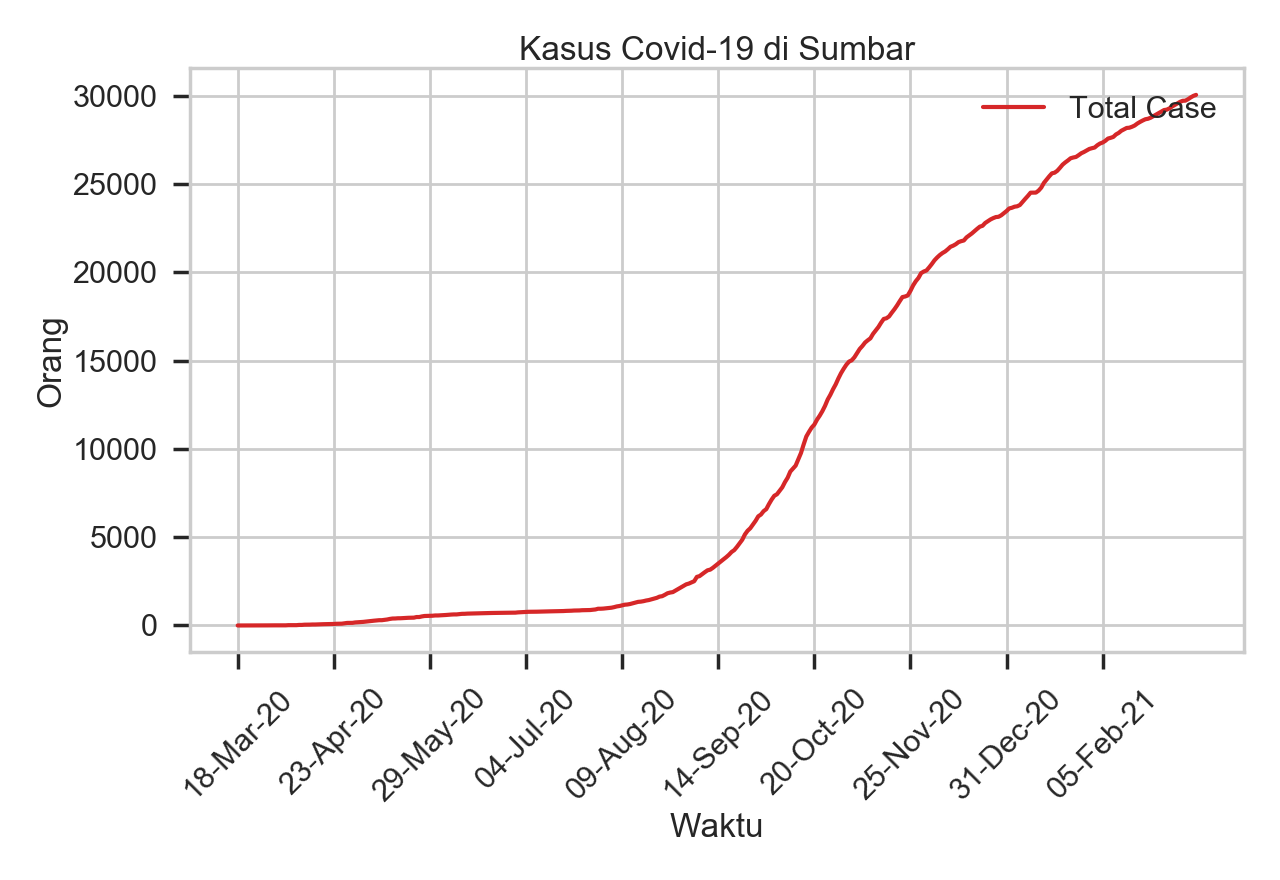 Kasus Covid-19 di Sumbar
Total Case
30000
25000
20000
15000
10000
5000
0
Orang
18-Mar-20
23-Apr-20
29-May-20
04-Jul-20
09-Aug-20
14-Sep-20
20-Oct-20
25-Nov-20
31-Dec-20
05-Feb-21
Waktu